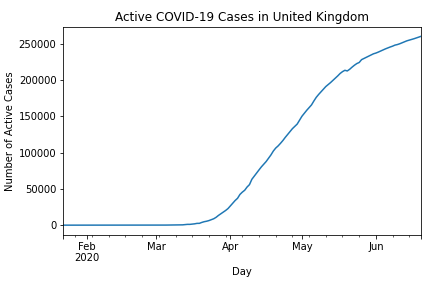 Active COVID-19 Cases in United Kingdom
Number of Active Cases
250000
200000
150000
100000
50000
0
Feb Mar Apr May Jun
2020
Day